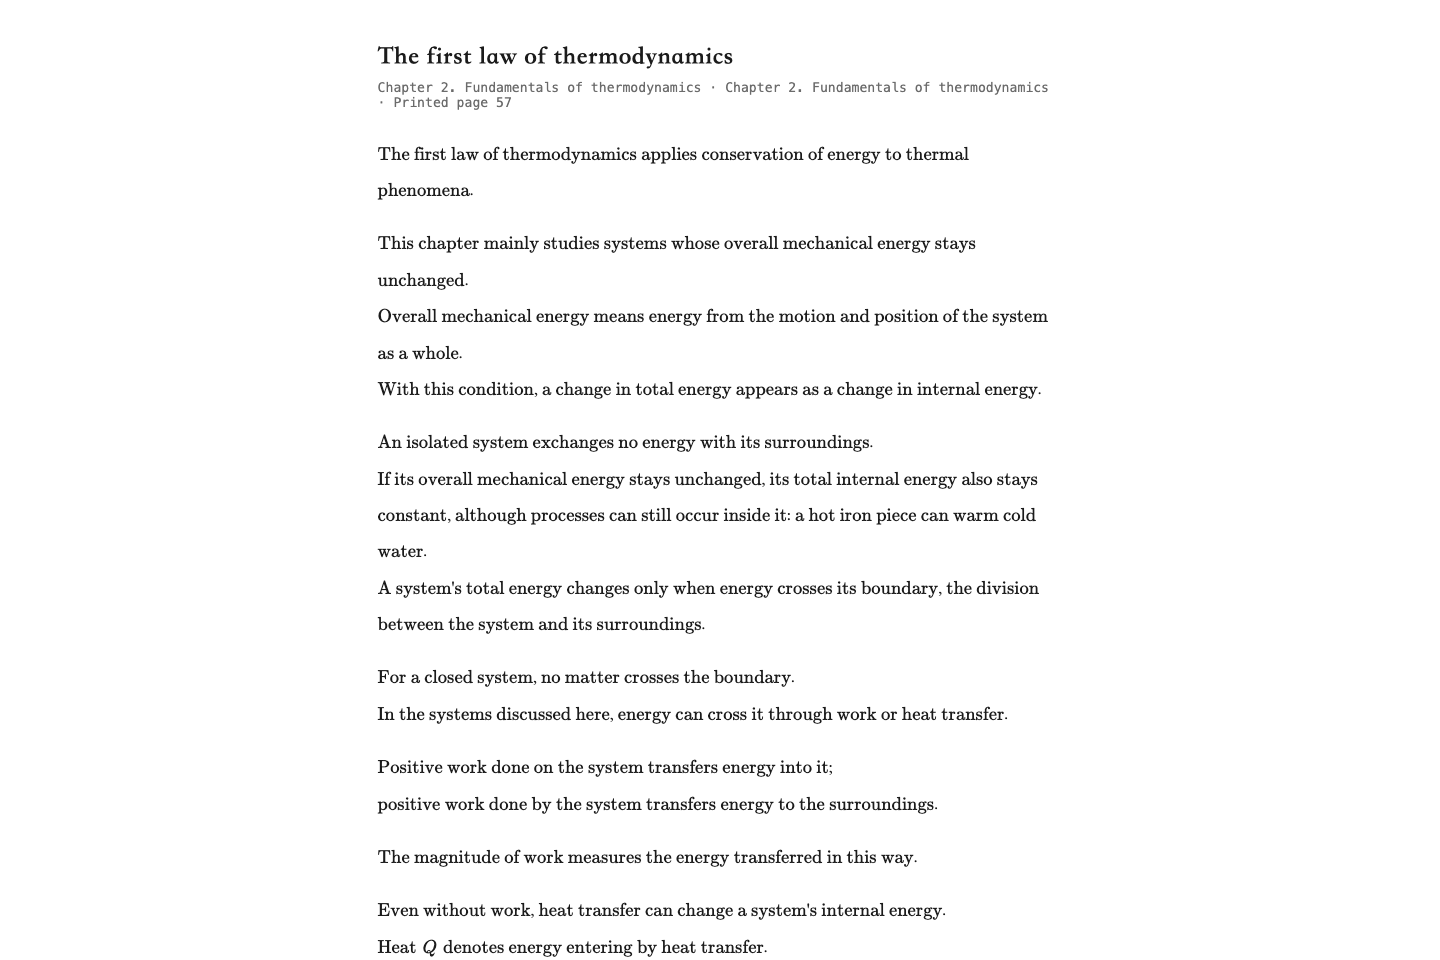 The first law of thermodynamics
Chapter 2. Fundamentals of thermodynamics · Chapter 2. Fundamentals of thermodynamics
· Printed page 57
The first law of thermodynamics applies conservation of energy to thermal
phenomena.
This chapter mainly studies systems whose overall mechanical energy stays
unchanged.
Overall mechanical energy means energy from the motion and position of the system
as a whole.
With this condition, a change in total energy appears as a change in internal energy.
An isolated system exchanges no energy with its surroundings.
If its overall mechanical energy stays unchanged, its total internal energy also stays
constant, although processes can still occur inside it: a hot iron piece can warm cold
water.
A system's total energy changes only when energy crosses its boundary, the division
between the system and its surroundings.
For a closed system, no matter crosses the boundary.
In the systems discussed here, energy can cross it through work or heat transfer.
Positive work done on the system transfers energy into it;
positive work done by the system transfers energy to the surroundings.
The magnitude of work measures the energy transferred in this way.
Even without work, heat transfer can change a system's internal energy.
Heat Q denotes energy entering by heat transfer.